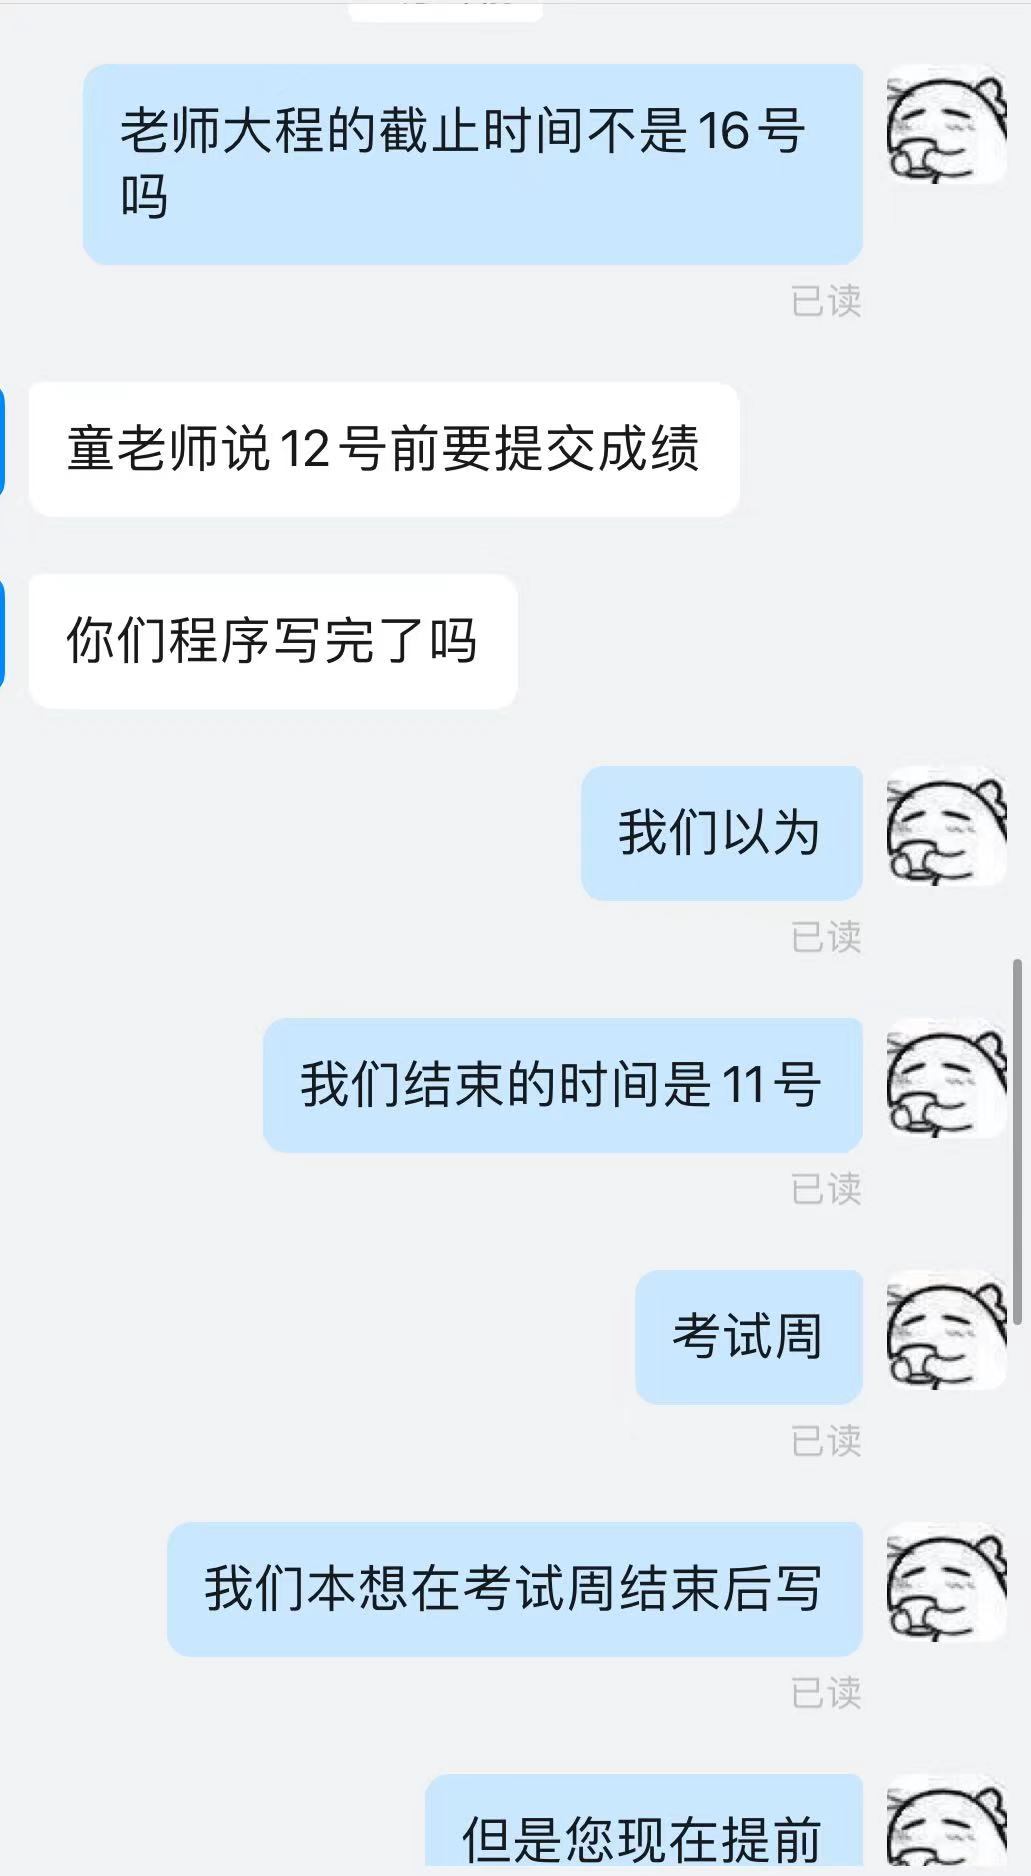 老师大程的截止时间不是16号
吗
已读
童老师说12号前要提交成绩
你们程序写完了吗
我们以为
已读
我们结束的时间是11号
已读
考试周
已读
我们本想在考试周结束后写
已读
但是您现在提前